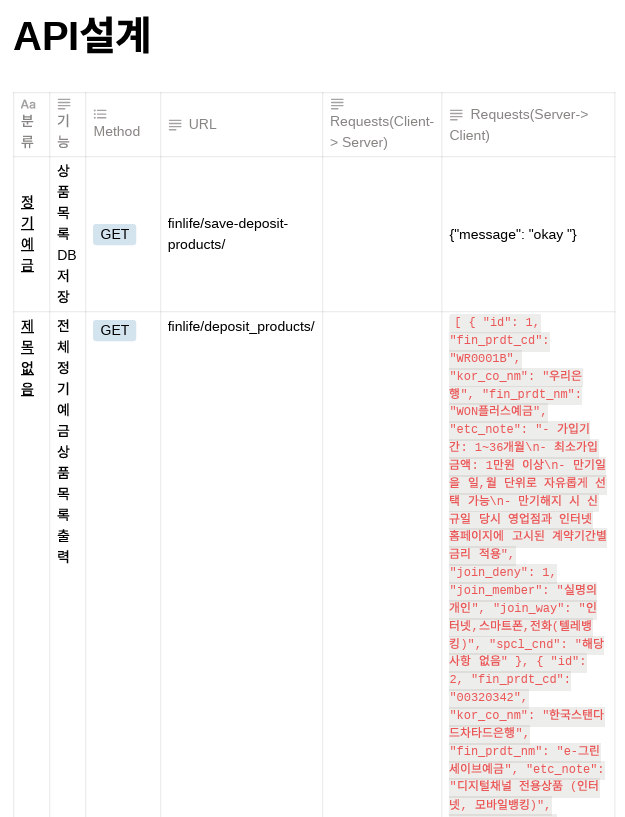 API설계
Aa
분
류
기
능
Method
URL
Requests(Client-
> Server)
Requests(Server->
Client)
정
기
예
금
상
품
목
록
DB
저
장
GET
finlife/save-deposit-
products/
{"message": "okay "}
제
목
없
음
전
체
정
기
예
금
상
품
목
록
출
력
GET
finlife/deposit_products/
[ { "id": 1,
"fin_prdt_cd":
"WR0001B",
"kor_co_nm": "우리은
행", "fin_prdt_nm":
"WON플러스예금",
"etc_note": "- 가입기
간: 1~36개월\n- 최소가입
금액: 1만원 이상\n- 만기일
을 일,월 단위로 자유롭게 선
택 가능\n- 만기해지 시 신
규일 당시 영업점과 인터넷
홈페이지에 고시된 계약기간별
금리 적용",
"join_deny": 1,
"join_member": "실명의
개인", "join_way": "인
터넷,스마트폰,전화(텔레뱅
킹)", "spcl_cnd": "해당
사항 없음" }, { "id":
2, "fin_prdt_cd":
"00320342",
"kor_co_nm": "한국스탠다
드차타드은행",
"fin_prdt_nm": "e-그린
세이브예금", "etc_note":
"디지털채널 전용상품 (인터
넷, 모바일뱅킹)",